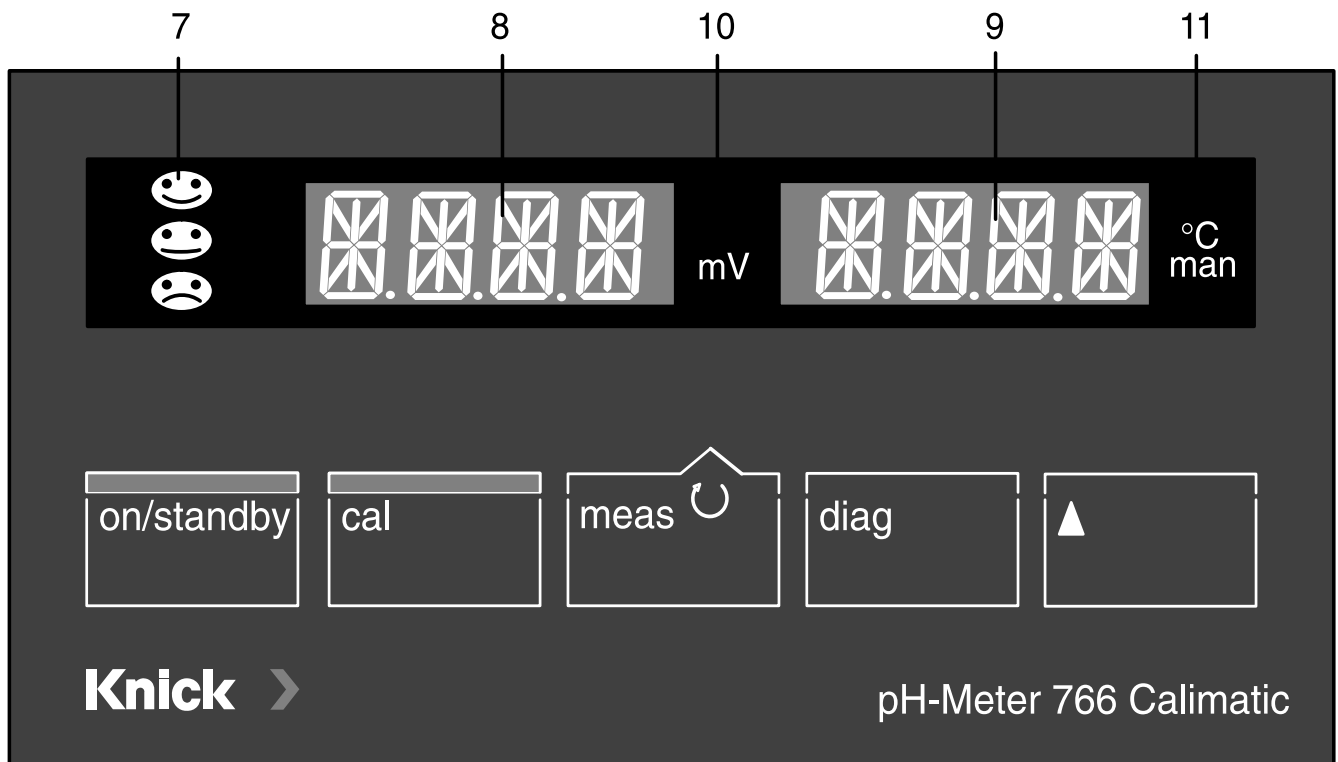 7 8 10 9 11
mV
°C
man
on/standby cal meas diag
Knick
pH-Meter 766 Calimatic